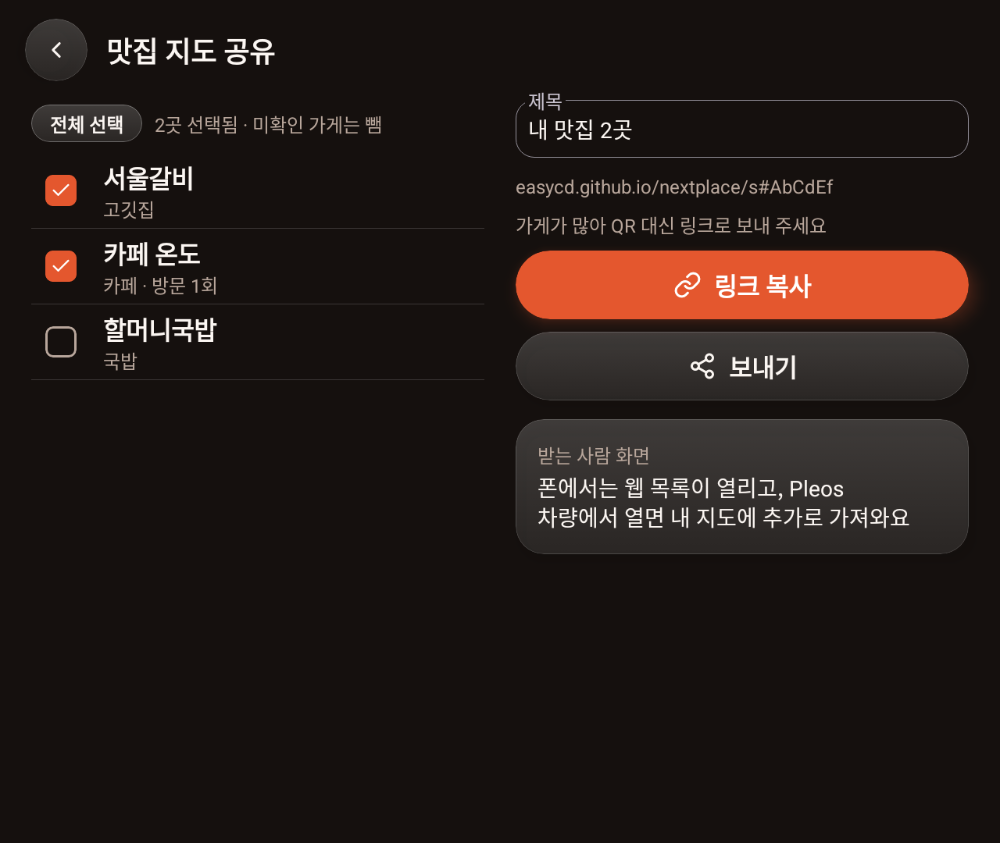 맛집 지도 공유
전체 선택
2곳 선택됨 · 미확인 가게는 뺌
서울갈비
고깃집
카페 온도
카페 · 방문 1회
할머니국밥
국밥
제목
내 맛집 2곳
easycd.github.io/nextplace/s#AbCdEf
가게가 많아 QR 대신 링크로 보내 주세요
링크 복사
보내기
받는 사람 화면
폰에서는 웹 목록이 열리고, Pleos
차량에서 열면 내 지도에 추가로 가져와요